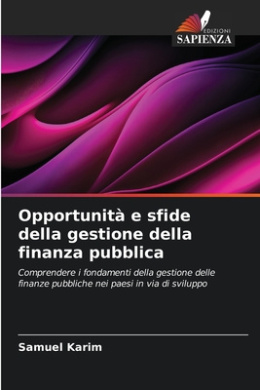 EDIZIONI
SAPIENZA
Opportunità e sfide
della gestione della
finanza pubblica
Comprendere i fondamenti della gestione delle
finanze pubbliche nei paesi in via di sviluppo
Samuel Karim